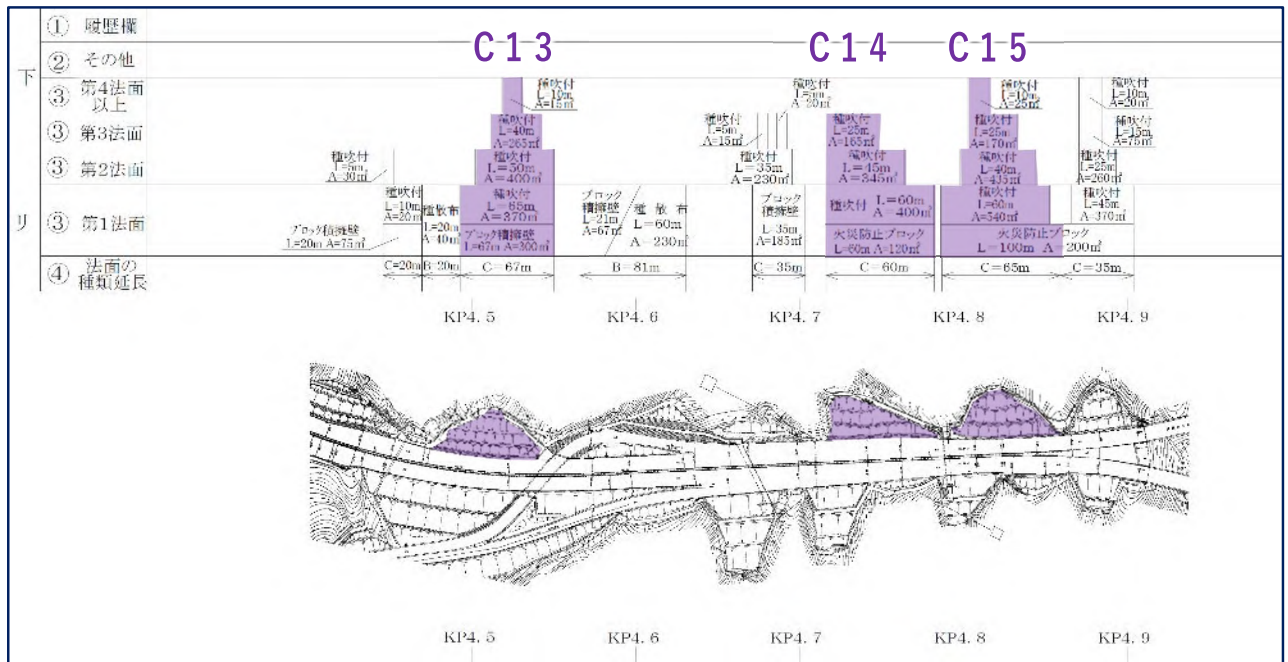 ① 履歴欄
C13 C14 C15
② その他
下
③ 第4法面
以上
種吹付
L=10m
A=15㎡
種吹付
L=5m
A=20㎡
種吹付
L=10m
A=25㎡
種吹付
L=10m
A=20㎡
③ 第3法面
種吹付
L=40m
A=265㎡
種吹付
L=5m
A=15㎡
種吹付
L=25m
A=165㎡
種吹付
L=25m
A=170㎡
種吹付
L=15m
A=75㎡
③ 第2法面
種吹付
L=5m
A=30㎡
種吹付
L=50m
A=400㎡
種吹付
L=35m
A=230㎡
種吹付
L=45m
A=345㎡
種吹付
L=40m
A=435㎡
種吹付
L=25m
A=260㎡
リ
③ 第1法面
種吹付
L=10m
A=20㎡
ブロック積擁壁
L=20m A=75㎡
種散布
L=20m
A=40㎡
種吹付
L=65m
A=370㎡
ブロック積擁壁
L=67m A=300㎡
ブロック
積擁壁
L=21m
A=67㎡
種散布
L=60m
A=230㎡
ブロック
積擁壁
L=35m
A=185㎡
種吹付 L=60m
A=400㎡
火災防止ブロック
L=60m A=120㎡
種吹付
L=60m
A=540㎡
種吹付
L=45m
A=370㎡
火災防止ブロック
L=100m A=200㎡
④ 法面の
種類延長
C=20m B=20m C=67m B=81m C=35m C=60m C=65m C=35m
KP4.5 KP4.6 KP4.7 KP4.8 KP4.9
KP4.5 KP4.6 KP4.7 KP4.8 KP4.9